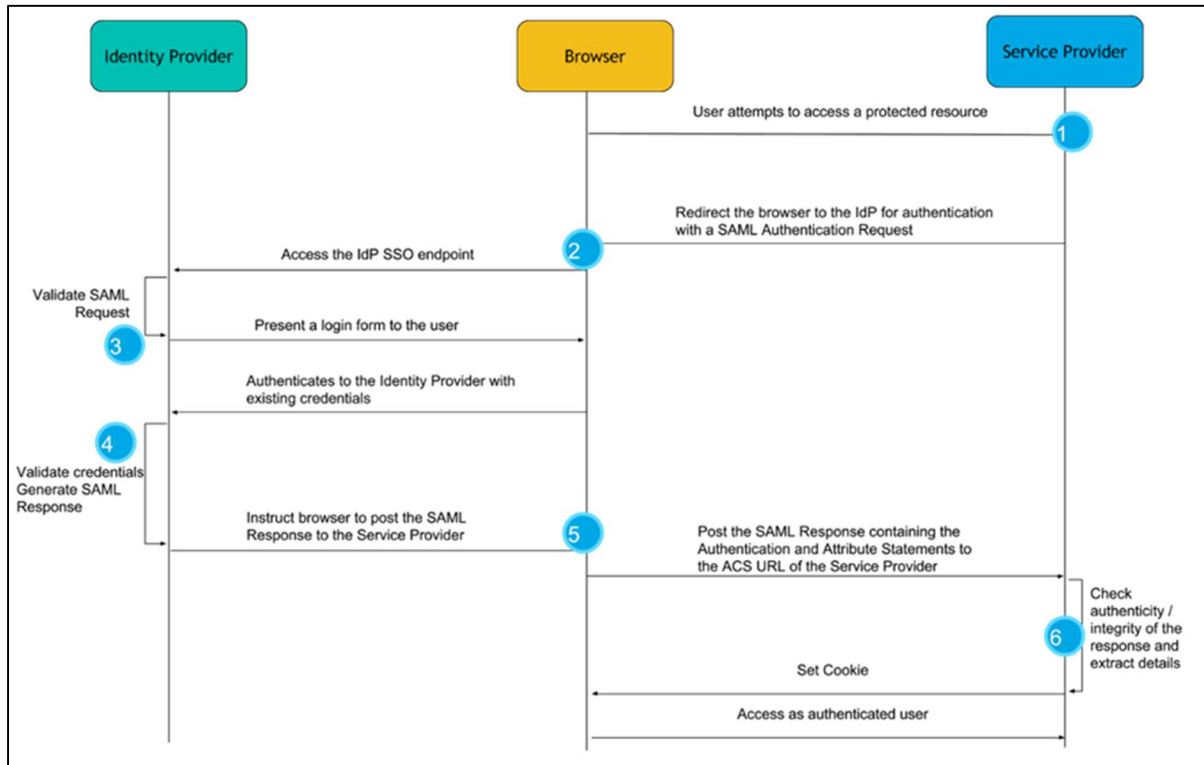 Identity Provider
Browser
Service Provider
User attempts to access a protected resource
1
Redirect the browser to the IdP for authentication
with a SAML Authentication Request
2
Access the IdP SSO endpoint
Validate SAML
Request
3
Present a login form to the user
Authenticates to the Identity Provider with
existing credentials
4
Validate credentials
Generate SAML
Response
Instruct browser to post the SAML
Response to the Service Provider
5
Post the SAML Response containing the
Authentication and Attribute Statements to
the ACS URL of the Service Provider
Check
authenticity /
integrity of the
response and
extract details
6
Set Cookie
Access as authenticated user